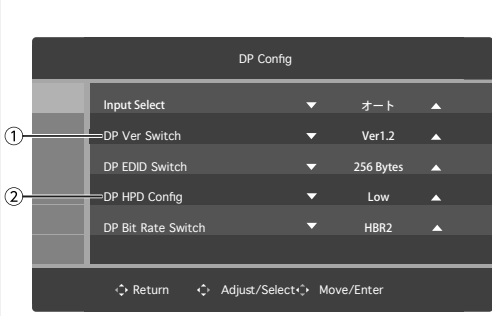 DP Config
Input Select オート
① DP Ver Switch Ver1.2
DP EDID Switch 256 Bytes
② DP HPD Config Low
DP Bit Rate Switch HBR2
Return Adjust/Select Move/Enter